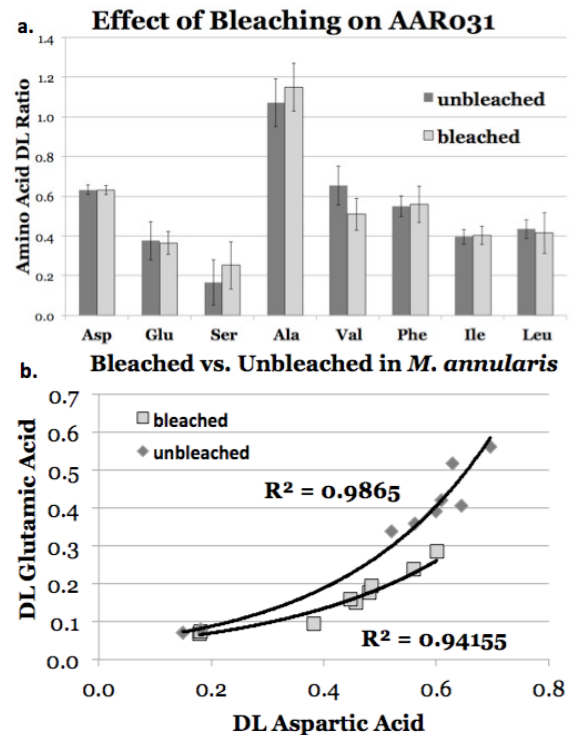 a. Effect of Bleaching on AAR031
Amino Acid DL Ratio
1.4
1.2
1.0
0.8
0.6
0.4
0.2
0.0
unbleached
bleached
Asp Glu Ser Ala Val Phe Ile Leu
b. Bleached vs. Unbleached in M. annularis
DL Glutamic Acid
0.7
0.6
0.5
0.4
0.3
0.2
0.1
0.0
bleached
unbleached
R² = 0.9865
R² = 0.94155
0.0 0.2 0.4 0.6 0.8
DL Aspartic Acid